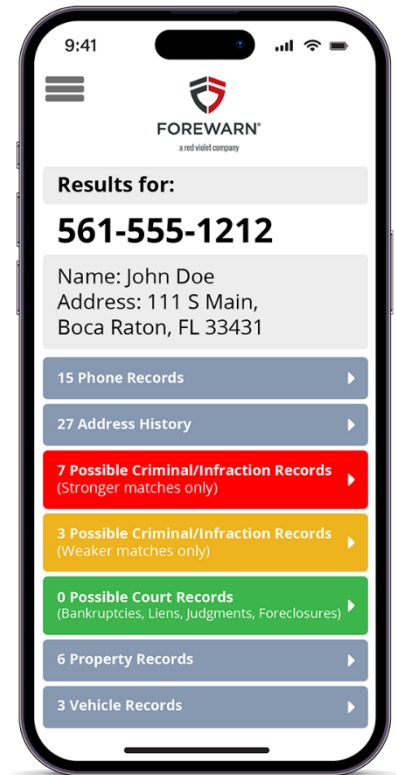 9:41
FOREWARN®
a red violet company
Results for:
561-555-1212
Name: John Doe
Address: 111 S Main,
Boca Raton, FL 33431
15 Phone Records
27 Address History
7 Possible Criminal/Infraction Records
(Stronger matches only)
3 Possible Criminal/Infraction Records
(Weaker matches only)
0 Possible Court Records
(Bankruptcies, Liens, Judgments, Foreclosures)
6 Property Records
3 Vehicle Records